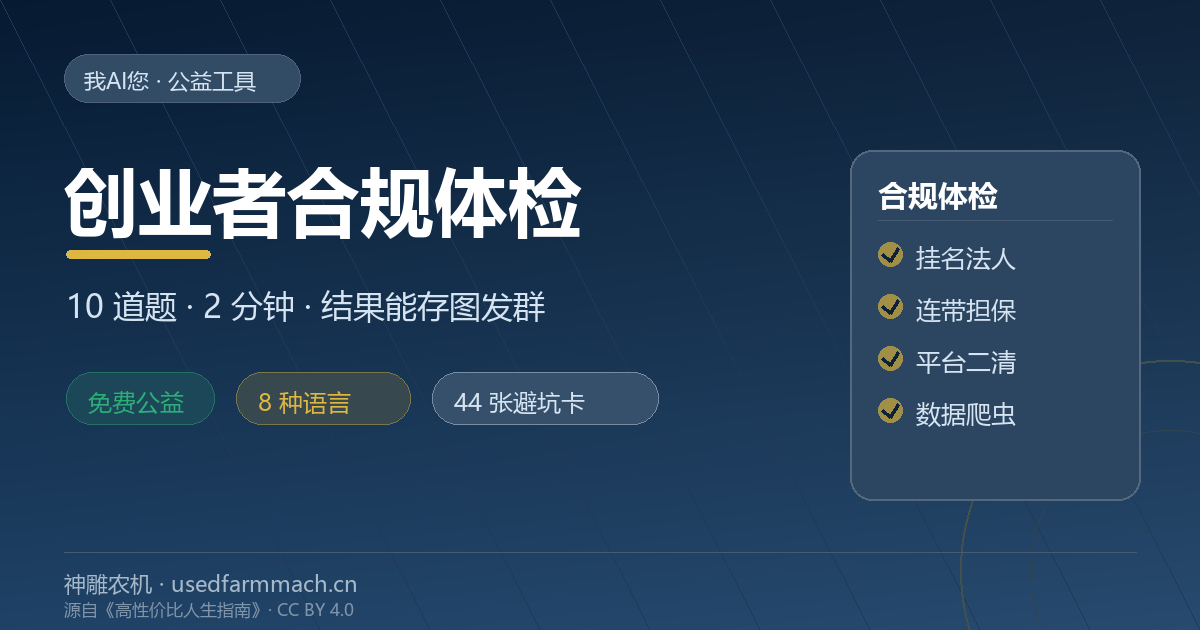 我AI您 · 公益工具
创业者合规体检
10 道题 · 2 分钟 · 结果能存图发群
免费公益
8 种语言
44 张避坑卡
合规体检
挂名法人
连带担保
平台二清
数据爬虫
神雕农机 · usedfarmmach.cn
源自《高性价比人生指南》· CC BY 4.0